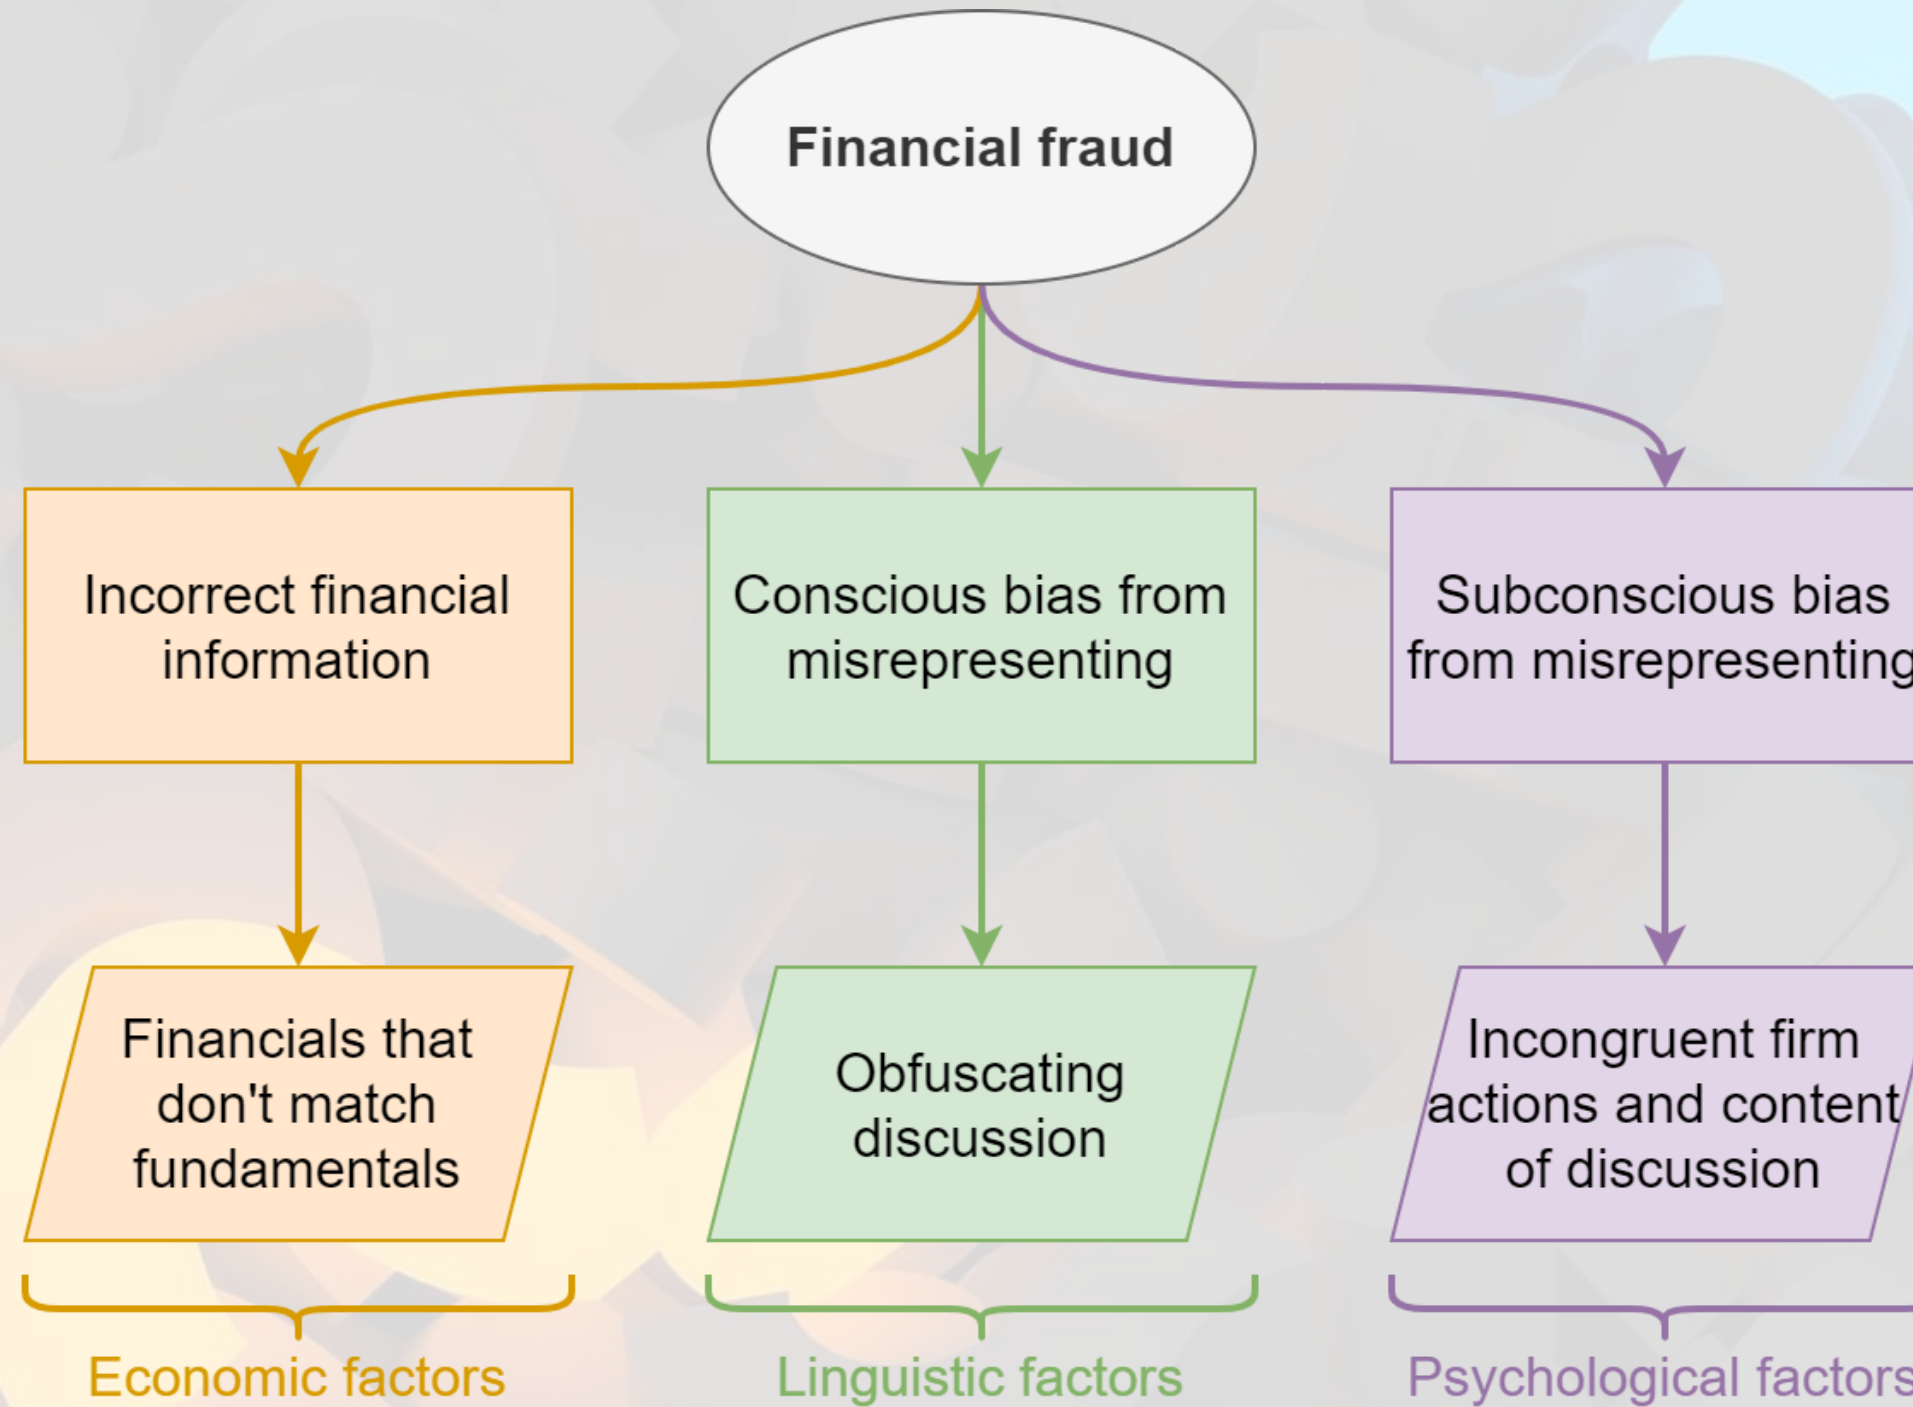 Financial fraud
Incorrect financial
information
Conscious bias from
misrepresenting
Subconscious bias
from misrepresenting
Financials that
don't match
fundamentals
Obfuscating
discussion
Incongruent firm
actions and content
of discussion
Economic factors
Linguistic factors
Psychological factors